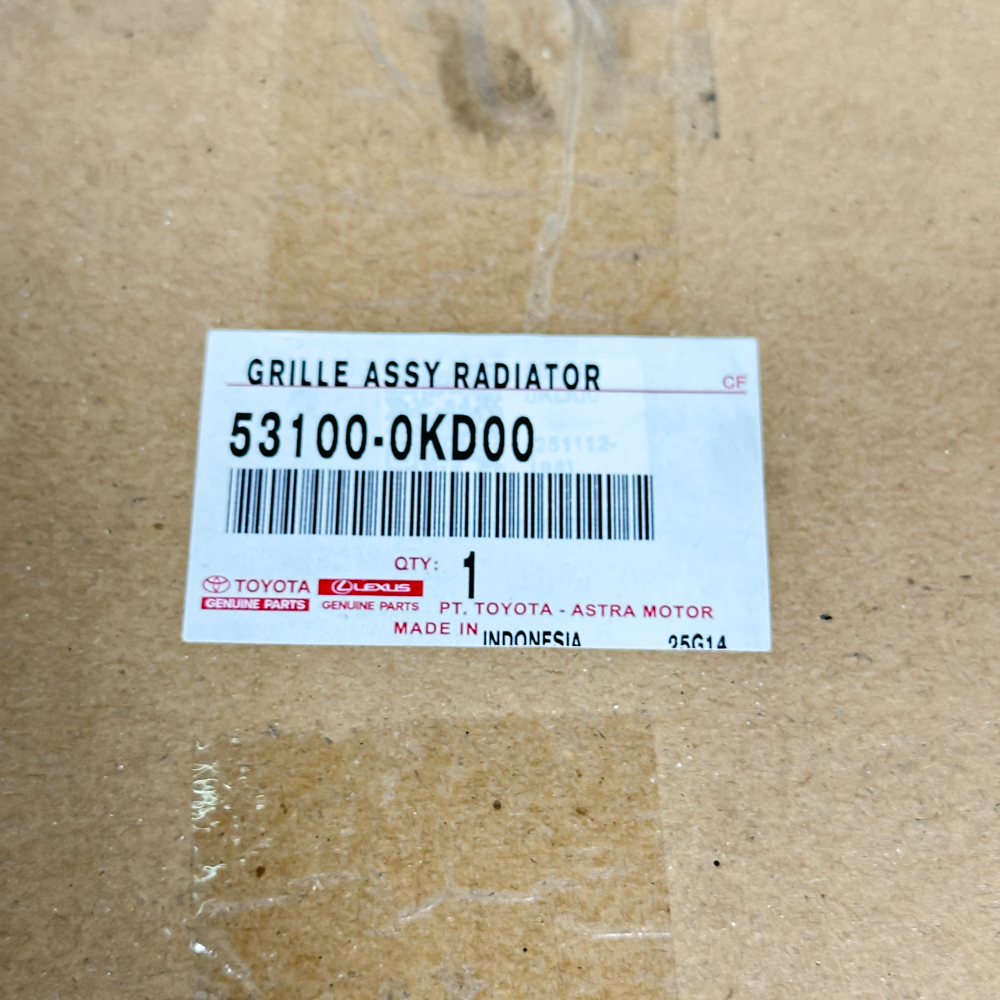 GRILLE ASSY RADIATOR
CF
53100-0KD00
QTY: 1
TOYOTA LEXUS
GENUINE PARTS GENUINE PARTS PT. TOYOTA - ASTRA MOTOR
MADE IN INDONESIA 25G14